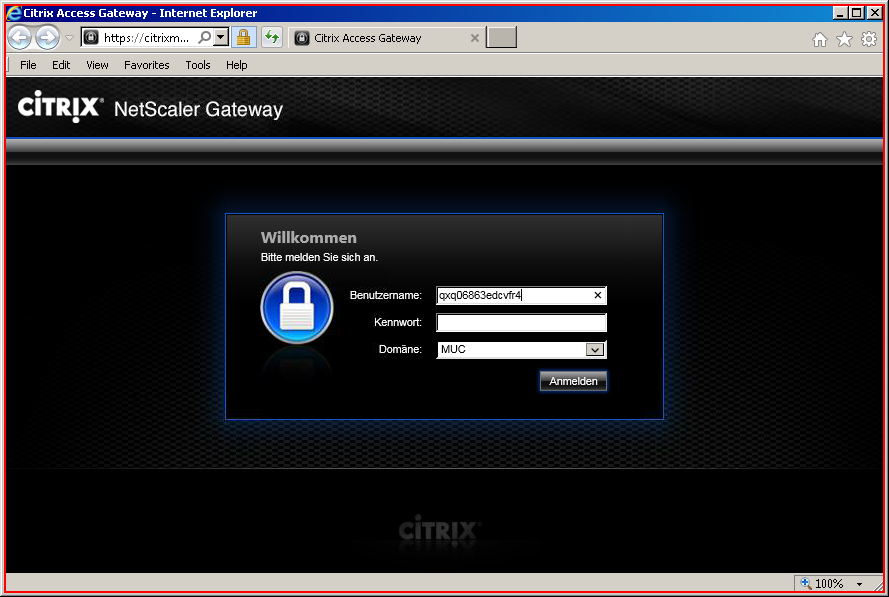 Citrix Access Gateway - Internet Explorer
https://citrixm...
Citrix Access Gateway
File Edit View Favorites Tools Help
CITRIX® NetScaler Gateway
Willkommen
Bitte melden Sie sich an.
Benutzername: qxq06863edcvfr4
Kennwort:
Domäne: MUC
Anmelden
CITRIX
100%